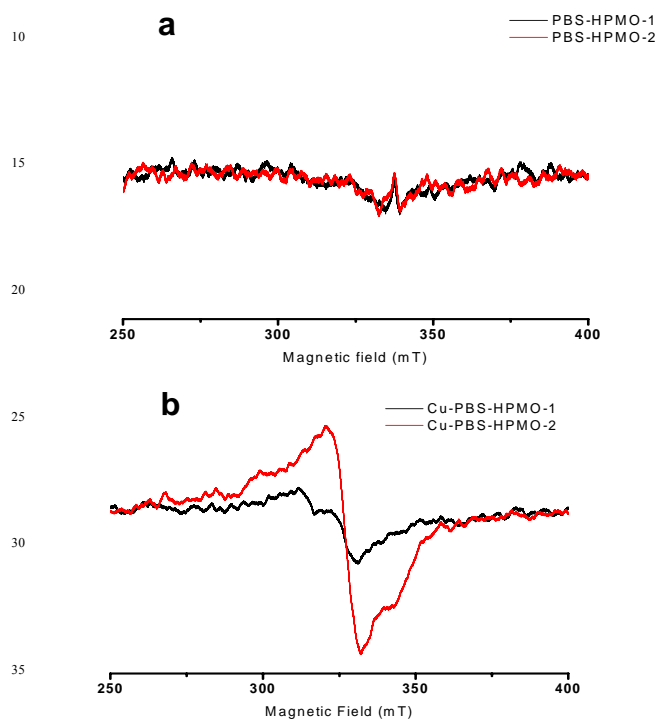 10
a
PBS-HPMO-1
PBS-HPMO-2
15
20
250 300 350 400
Magnetic field (mT)
25
b
Cu-PBS-HPMO-1
Cu-PBS-HPMO-2
30
35
250 300 350 400
Magnetic Field (mT)